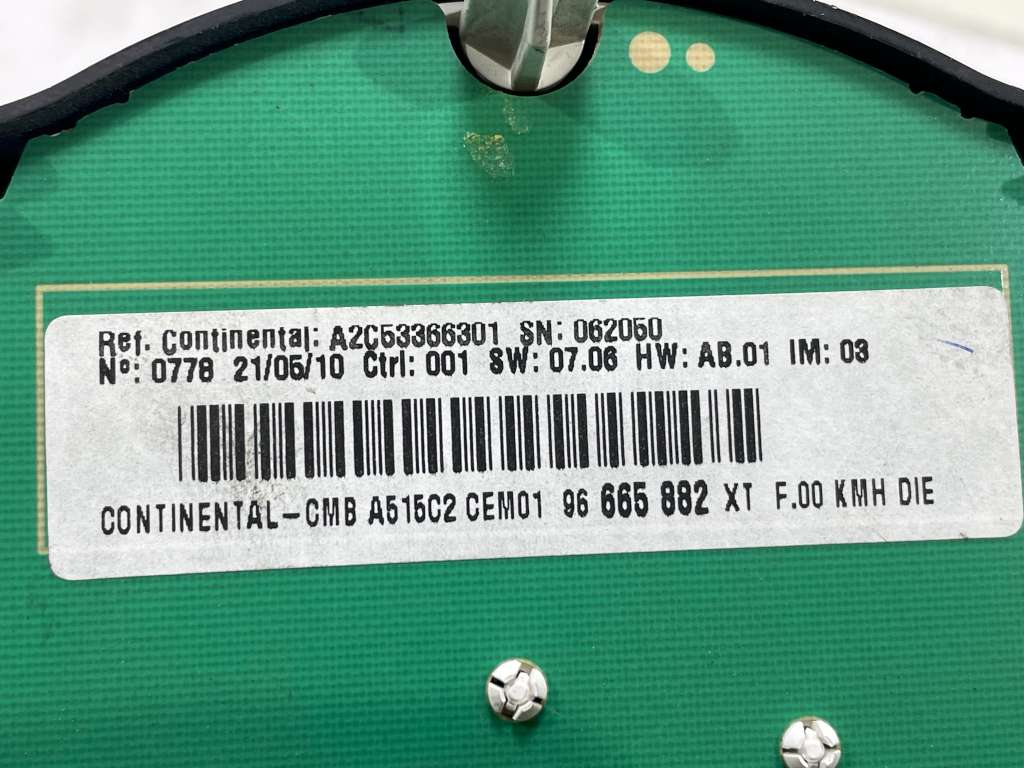 Ref. Continental: A2C53366301 SN: 062050
Nº: 0778 21/05/10 Ctrl: 001 SW: 07.06 HW: AB.01 IM: 03
CONTINENTAL-CMB A515C2 CEM01 96 665 882 XT F.00 KMH DIE